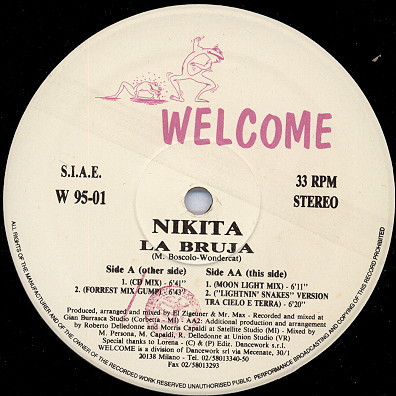 WELCOME
S.I.A.E.
W 95-01
33 RPM
STEREO
NIKITA
LA BRUJA
(M. Boscolo-Wondercat)
Side A (other side)
1. (CD MIX) - 6'41"
2. (FORREST MIX GUMP) - 6'43"
Side AA (this side)
1. (MOON LIGHT MIX) - 6'11"
2. ("LIGHTNIN' SNAKES" VERSION
TRA CIELO E TERRA) - 6'20"
Produced, arranged and mixed by El Zigeuner & Mr. Max - Recorded and mixed at
Gian Burrasca Studio (Corbetta - MI) - AA2: Additional production and arrangement
by Roberto Delledonne and Morris Capaldi at Satellite Studio (MI) - Mixed by
M. Persona, M. Capaldi, R. Delledonne at Union Studio (VR)
Special thanks to Lorena - (C) & (P) Ediz. Dancework s.r.l.
WELCOME is a division of Dancework srl via Mecenate, 30/1
20138 Milano - Tel. 02/58013340-50
Fax 02/58013293
ALL RIGHTS OF THE MANUFACTURER AND OF THE OWNER OF THE RECORDED WORK RESERVED UNAUTHORISED PUBLIC PERFORMANCE BROADCASTING AND COPYING OF THIS RECORD PROHIBITED